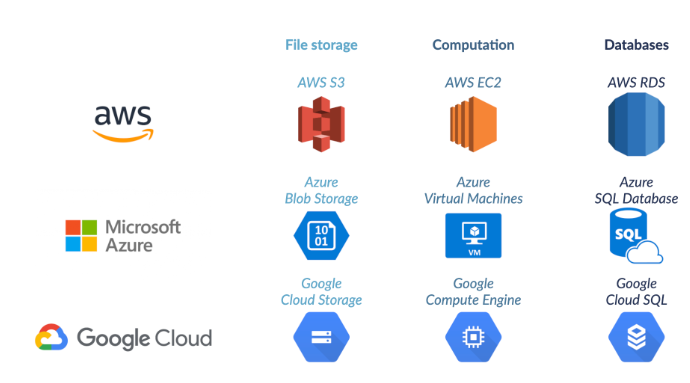 File storage Computation Databases
AWS S3 AWS EC2 AWS RDS
aws
Azure Azure Azure
Blob Storage Virtual Machines SQL Database
Microsoft
Azure
10
01
VM
SQL
Google Google Google
Cloud Storage Compute Engine Cloud SQL
Google Cloud